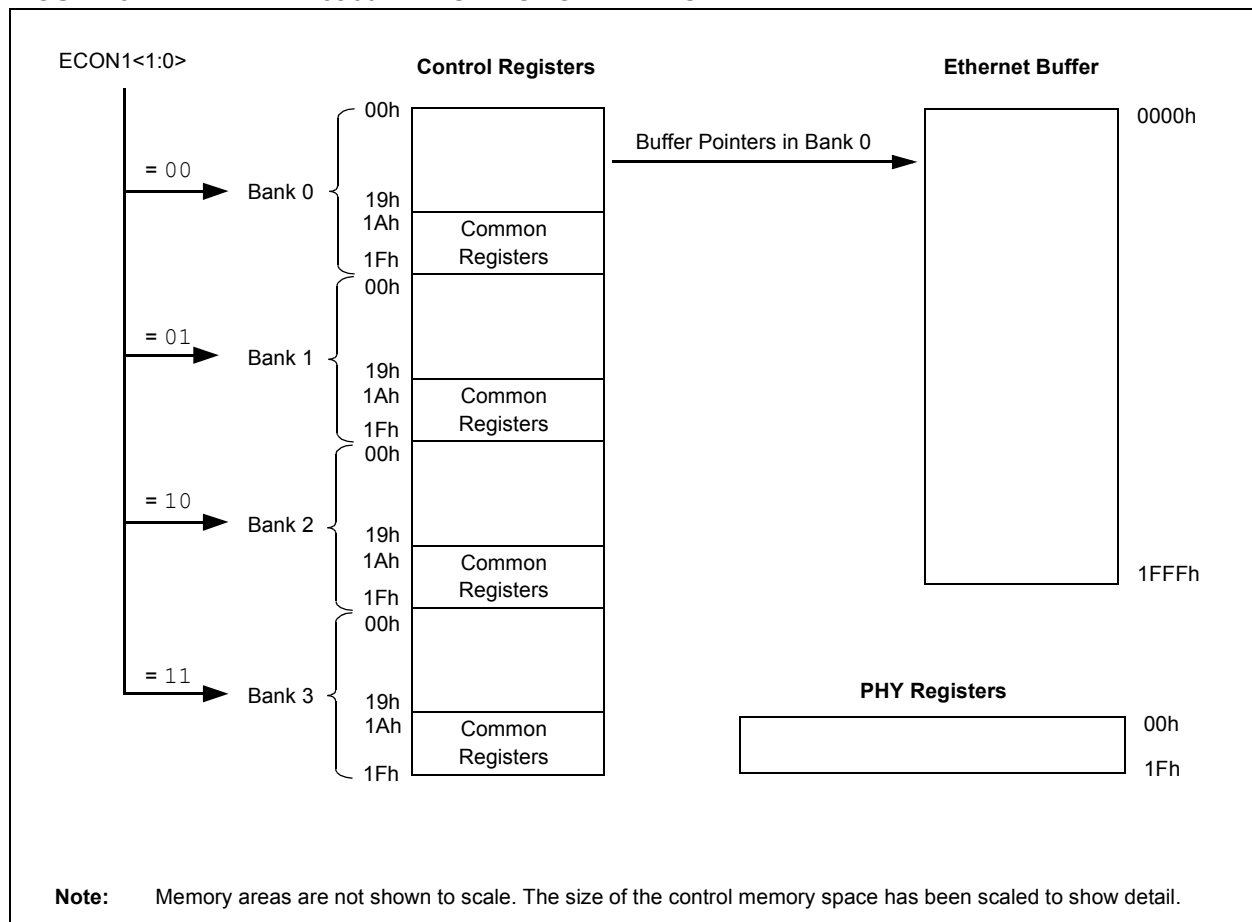 ECON1<1:0>
Control Registers
Ethernet Buffer
00h
0000h
Buffer Pointers in Bank 0
= 00
Bank 0
19h
1Ah
Common
Registers
1Fh
00h
= 01
Bank 1
19h
1Ah
Common
Registers
1Fh
00h
= 10
Bank 2
19h
1Ah
Common
Registers
1FFFh
1Fh
00h
= 11
Bank 3
PHY Registers
19h
1Ah
Common
Registers
00h
1Fh
1Fh
Note: Memory areas are not shown to scale. The size of the control memory space has been scaled to show detail.